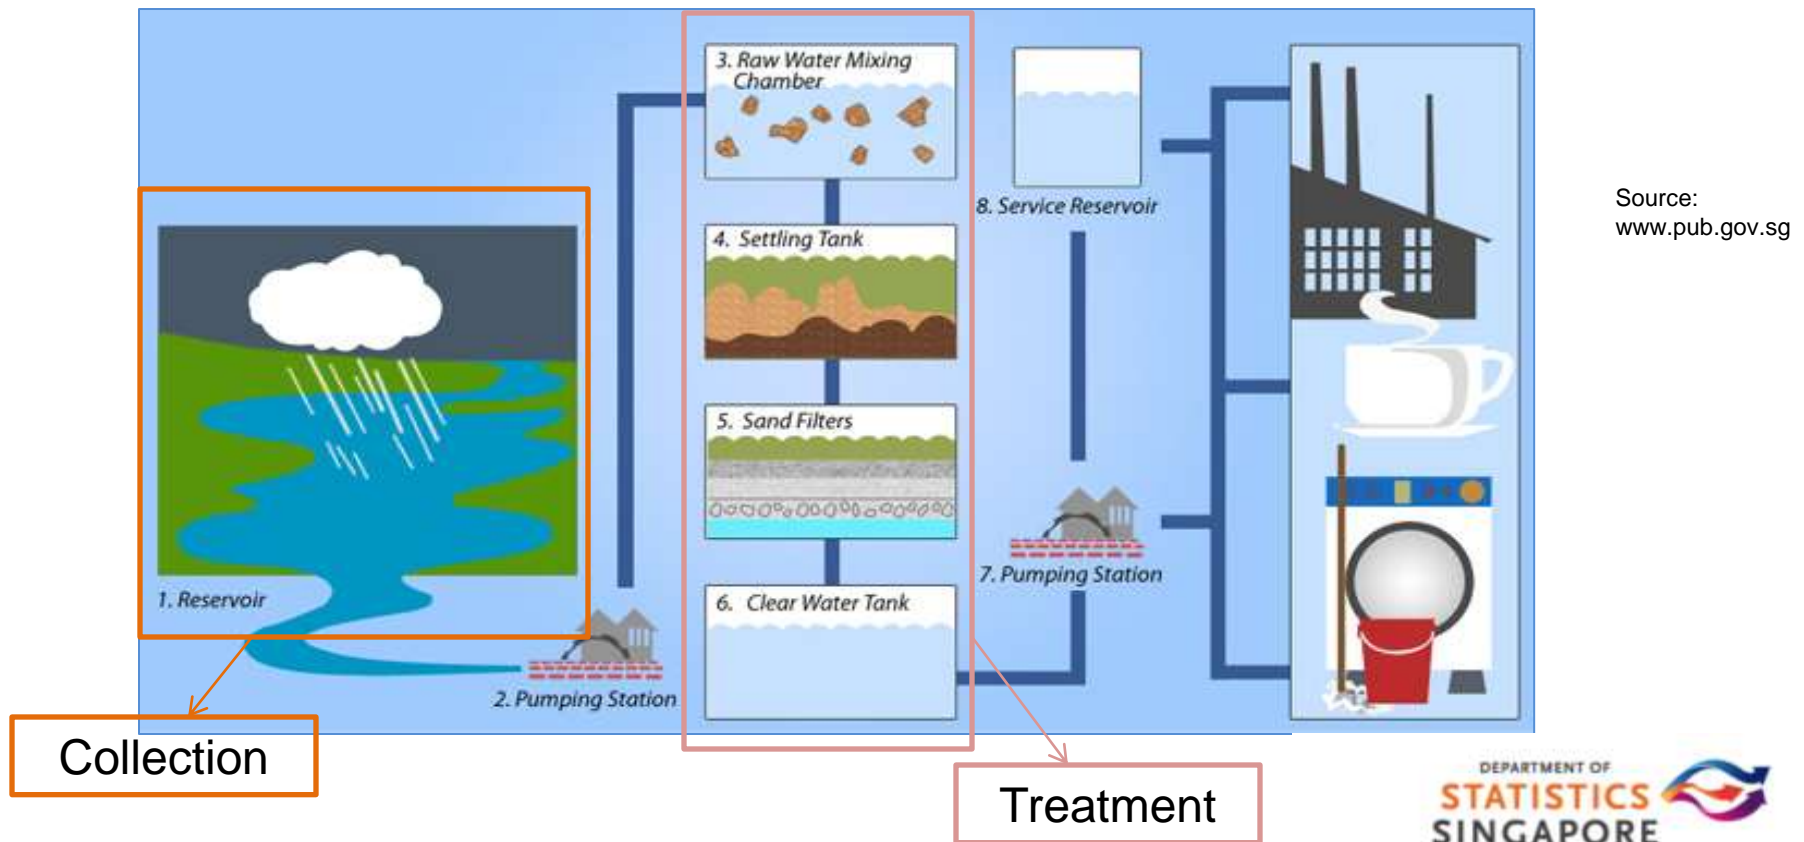 3. Raw Water Mixing
Chamber
4. Settling Tank
5. Sand Filters
6. Clear Water Tank
8. Service Reservoir
7. Pumping Station
1. Reservoir
2. Pumping Station
Source:
www.pub.gov.sg
Collection
Treatment
DEPARTMENT OF
STATISTICS
SINGAPORE